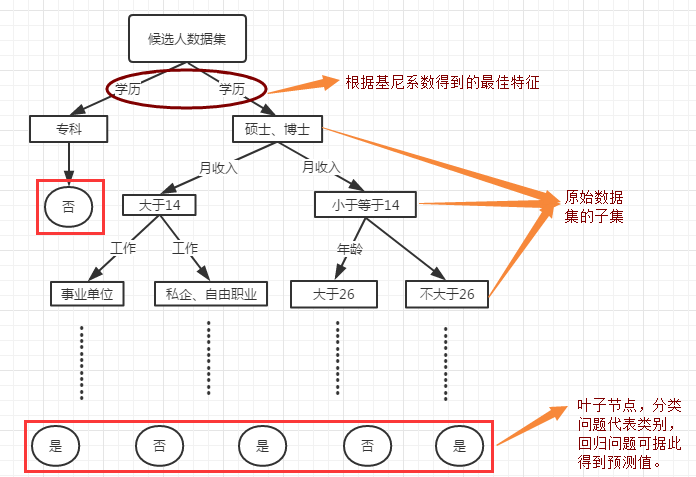 候选人数据集
学历
学历
根据基尼系数得到的最佳特征
专科
硕士、博士
月收入
月收入
否
大于14
小于等于14
原始数据
集的子集
工作
工作
年龄
事业单位
私企、自由职业
大于26
不大于26
叶子节点，分类
问题代表类别，
回归问题可据此
得到预测值。
是
否
是
否
是